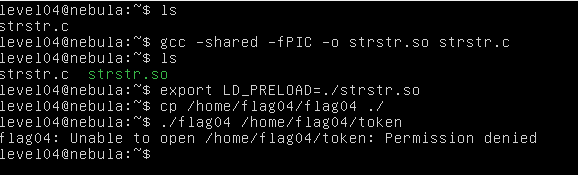 level04@nebula:~$ ls
strstr.c
level04@nebula:~$ gcc -shared -fPIC -o strstr.so strstr.c
level04@nebula:~$ ls
strstr.c  strstr.so
level04@nebula:~$ export LD_PRELOAD=./strstr.so
level04@nebula:~$ cp /home/flag04/flag04 ./
level04@nebula:~$ ./flag04 /home/flag04/token
flag04: Unable to open /home/flag04/token: Permission denied
level04@nebula:~$